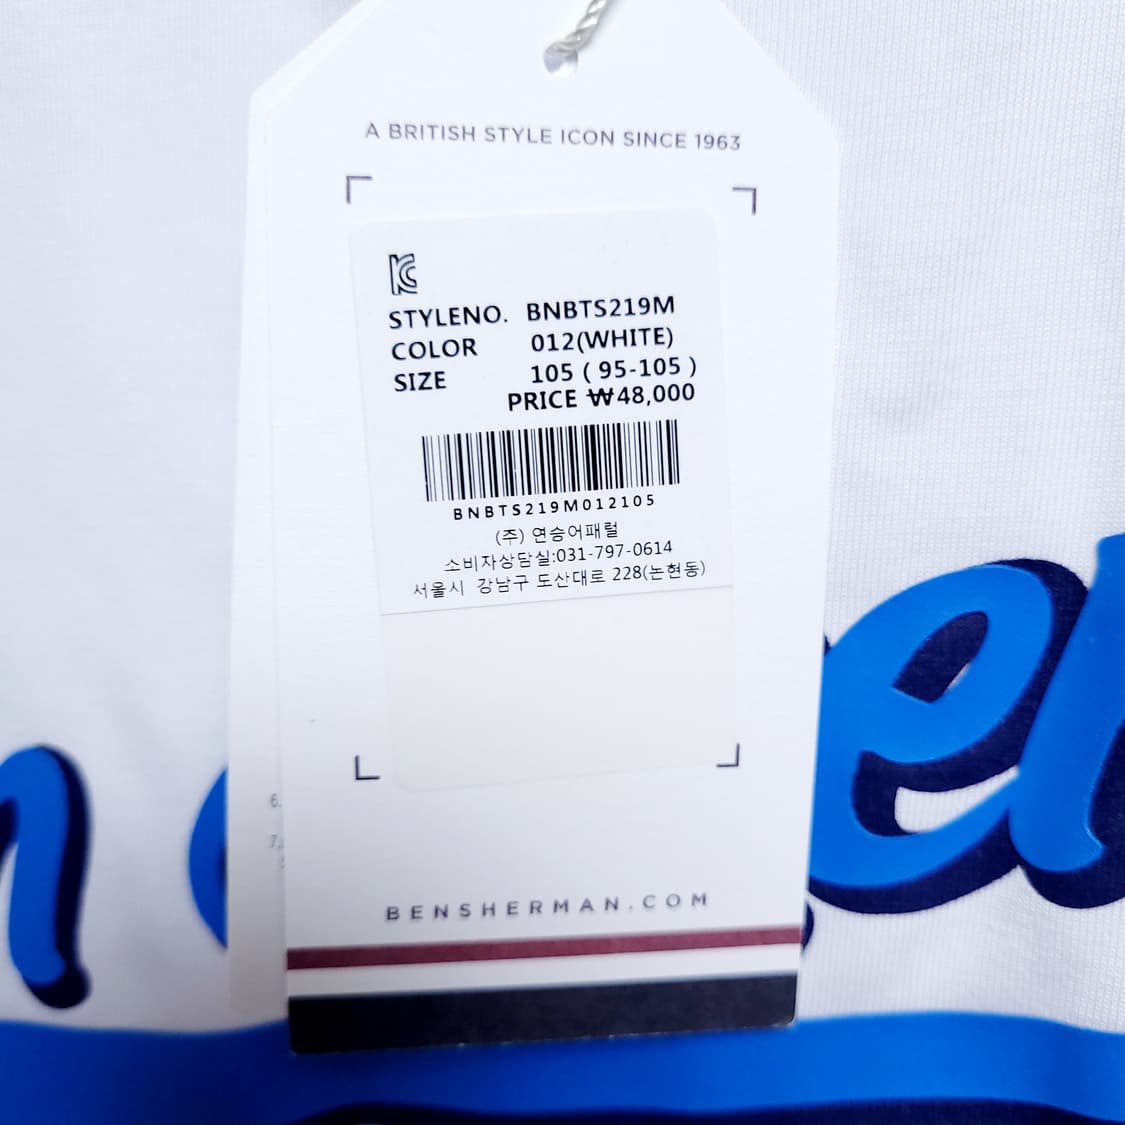 A BRITISH STYLE ICON SINCE 1963
STYLENO. BNBTS219M
COLOR 012(WHITE)
SIZE 105 ( 95-105 )
PRICE ₩48,000
BNBTS219M012105
(주) 연승어패럴
소비자상담실:031-797-0614
서울시 강남구 도산대로 228(논현동)
6.
7.
BENSHERMAN.COM